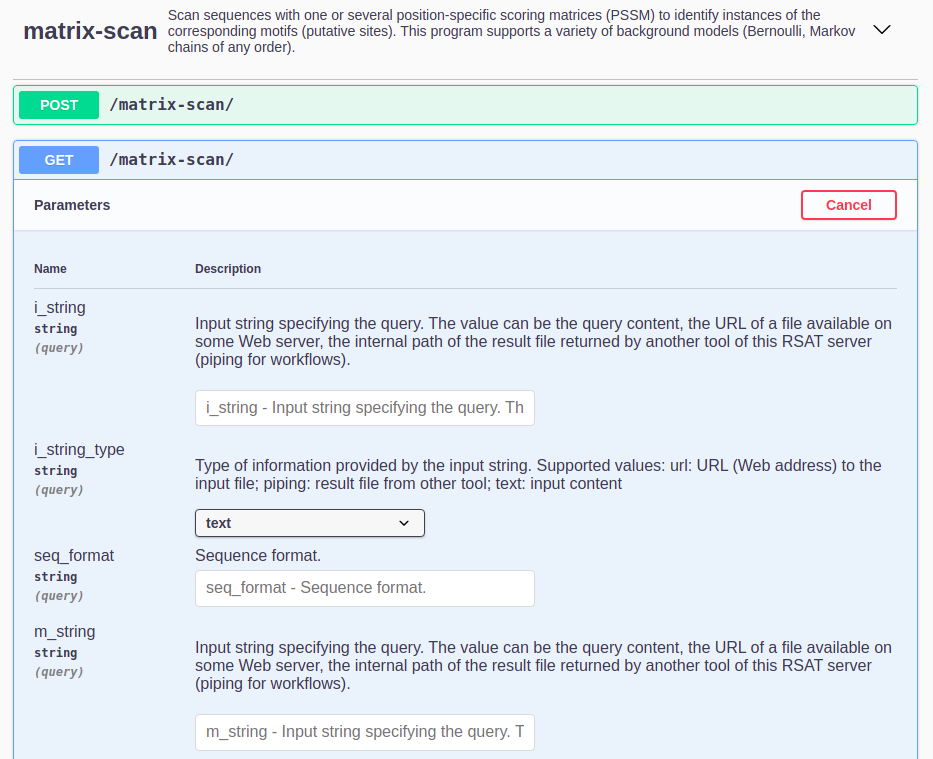 matrix-scan
Scan sequences with one or several position-specific scoring matrices (PSSM) to identify instances of the
corresponding motifs (putative sites). This program supports a variety of background models (Bernoulli, Markov
chains of any order).
POST /matrix-scan/
GET /matrix-scan/
Parameters
Cancel
Name
Description
i_string
string
(query)
Input string specifying the query. The value can be the query content, the URL of a file available on
some Web server, the internal path of the result file returned by another tool of this RSAT server
(piping for workflows).
i_string - Input string specifying the query. Th
i_string_type
string
(query)
Type of information provided by the input string. Supported values: url: URL (Web address) to the
input file; piping: result file from other tool; text: input content
text
seq_format
string
(query)
Sequence format.
seq_format - Sequence format.
m_string
string
(query)
Input string specifying the query. The value can be the query content, the URL of a file available on
some Web server, the internal path of the result file returned by another tool of this RSAT server
(piping for workflows).
m_string - Input string specifying the query. T